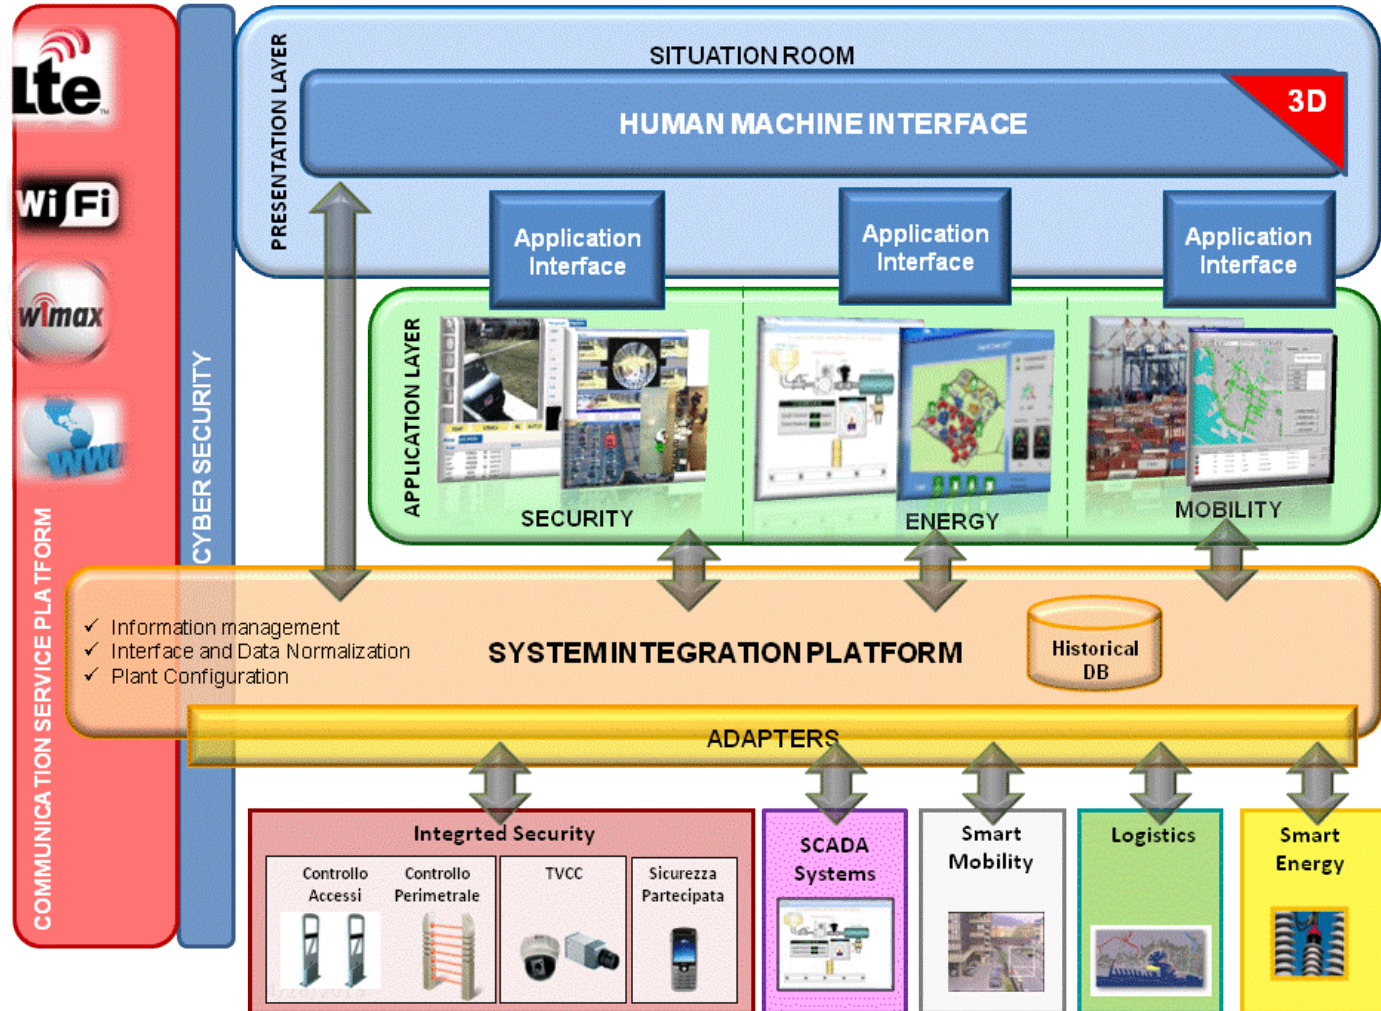 Lte
TM
Wi Fi
wimax
WWW
COMMUNICATION SERVICE PLATFORM
CYBER SECURITY
PRESENTATION LAYER
SITUATION ROOM
HUMAN MACHINE INTERFACE
3D
Application
Interface
Application
Interface
Application
Interface
APPLICATION LAYER
SECURITY
ENERGY
MOBILITY
✓ Information management
✓ Interface and Data Normalization
✓ Plant Configuration
SYSTEM INTEGRATION PLATFORM
Historical
DB
ADAPTERS
Integrted Security
Controllo
Accessi
Controllo
Perimetrale
TVCC
Sicurezza
Partecipata
SCADA
Systems
Smart
Mobility
Logistics
Smart
Energy